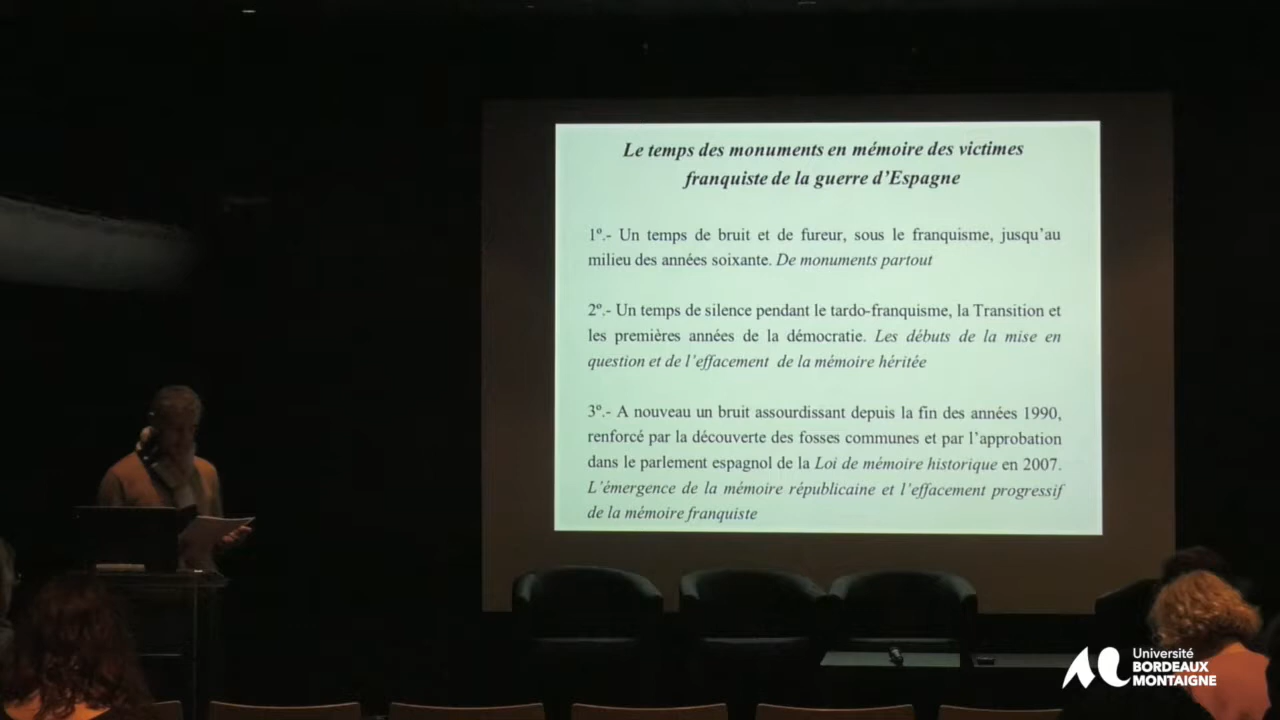 Le temps des monuments en mémoire des victimes
franquiste de la guerre d'Espagne
1º.- Un temps de bruit et de fureur, sous le franquisme, jusqu'au
milieu des années soixante. De monuments partout
2º.- Un temps de silence pendant le tardo-franquisme, la Transition et
les premières années de la démocratie. Les débuts de la mise en
question et de l'effacement de la mémoire héritée
3º.- A nouveau un bruit assourdissant depuis la fin des années 1990,
renforcé par la découverte des fosses communes et par l'approbation
dans le parlement espagnol de la Loi de mémoire historique en 2007.
L'émergence de la mémoire républicaine et l'effacement progressif
de la mémoire franquiste
Université
BORDEAUX
MONTAIGNE